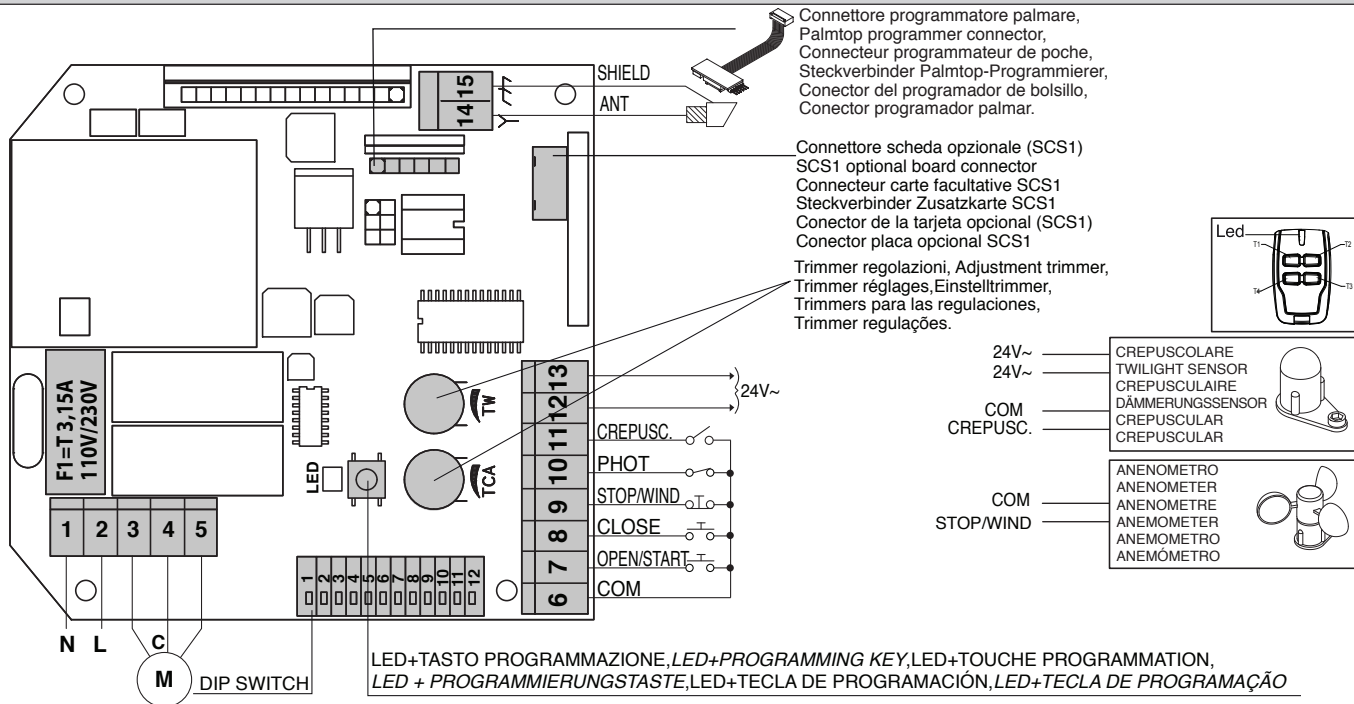 Connettore programmatore palmare,
Palmtop programmer connector,
Connecteur programmateur de poche,
Steckverbinder Palmtop-Programmierer,
Conector del programador de bolsillo,
Conector programador palmar.
SHIELD
ANT
14 15
Connettore scheda opzionale (SCS1)
SCS1 optional board connector
Connecteur carte facultative SCS1
Steckverbinder Zusatzkarte SCS1
Conector de la tarjeta opcional (SCS1)
Conector placa opcional SCS1
Trimmer regolazioni, Adjustment trimmer,
Trimmer réglages,Einstelltrimmer,
Trimmers para las regulaciones,
Trimmer regulações.
Led
T1
T2
T4
T3
24V~
24V~
COM
CREPUSC.
CREPUSCOLARE
TWILIGHT SENSOR
CREPUSCULAIRE
DÄMMERUNGSSENSOR
CREPUSCULAR
CREPUSCULAR
COM
STOP/WIND
ANENOMETRO
ANENOMETER
ANENOMETRE
ANEMOMETER
ANEMOMETRO
ANEMÓMETRO
F1=T 3,15A
110V/230V
TW
TCA
LED
13
12
11
10
9
8
7
6
24V~
CREPUSC.
PHOT
STOP/WIND
CLOSE
OPEN/START
COM
1 2 3 4 5
1 2 3 4 5 6 7 8 9 10 11 12
N L
C
M
DIP SWITCH
LED+TASTO PROGRAMMAZIONE,LED+PROGRAMMING KEY,LED+TOUCHE PROGRAMMATION,
LED + PROGRAMMIERUNGSTASTE,LED+TECLA DE PROGRAMACIÓN,LED+TECLA DE PROGRAMAÇÃO